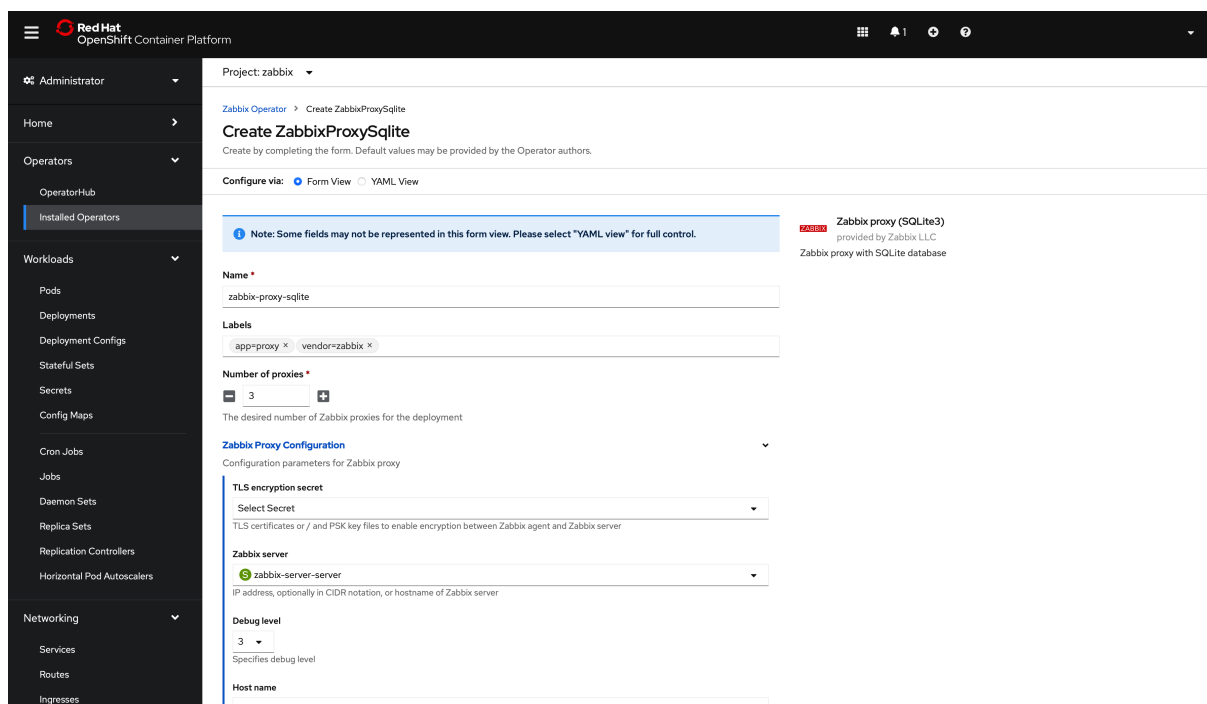 Red Hat
OpenShift Container Platform
1
Administrator
Project: zabbix
Home
Operators
OperatorHub
Installed Operators
Workloads
Pods
Deployments
Deployment Configs
Stateful Sets
Secrets
Config Maps
Cron Jobs
Jobs
Daemon Sets
Replica Sets
Replication Controllers
Horizontal Pod Autoscalers
Networking
Services
Routes
Ingresses
Zabbix Operator > Create ZabbixProxySqlite
Create ZabbixProxySqlite
Create by completing the form. Default values may be provided by the Operator authors.
Configure via: Form View YAML View
Note: Some fields may not be represented in this form view. Please select "YAML view" for full control.
Name *
zabbix-proxy-sqlite
Labels
app=proxy × vendor=zabbix ×
Number of proxies *
3
The desired number of Zabbix proxies for the deployment
Zabbix Proxy Configuration
Configuration parameters for Zabbix proxy
TLS encryption secret
Select Secret
TLS certificates or / and PSK key files to enable encryption between Zabbix agent and Zabbix server
Zabbix server
S zabbix-server-server
IP address, optionally in CIDR notation, or hostname of Zabbix server
Debug level
3
Specifies debug level
Host name
ZABBIX
Zabbix proxy (SQLite3)
provided by Zabbix LLC
Zabbix proxy with SQLite database